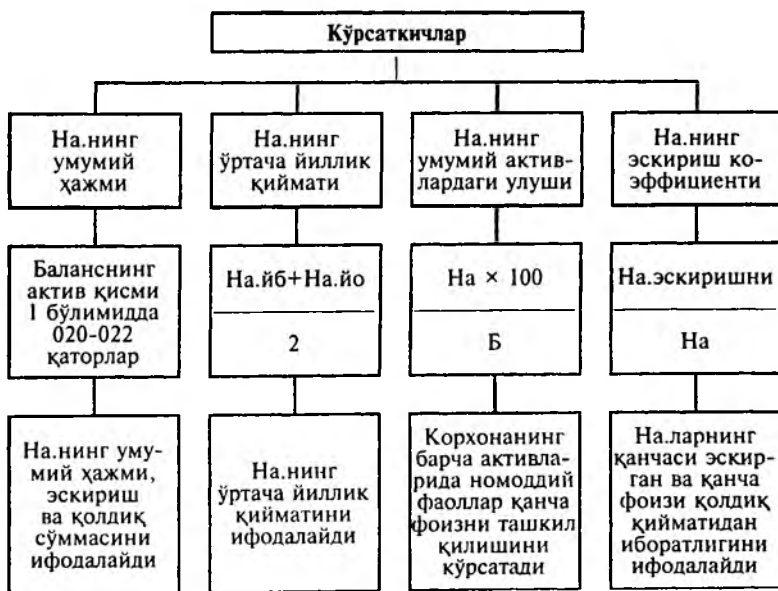 Кўрсаткичлар
На.нинг
умумий
ҳажми
На.нинг
ўртача йиллик
қиймати
На.нинг
умумий актив-
лардаги улуши
На.нинг
эскириш ко-
эффициенти
Баланснинг
актив қисми
1 бўлимидда
020-022
қаторлар
На.йб+На.йо
2
На × 100
Б
На.эскиришни
На
На.нинг уму-
мий ҳажми,
эскириш
ва қолдиқ
сўммасини
ифодалайди
На.нинг
ўртача йиллик
қийматини
ифодалайди
Корхонанинг
барча активла-
рида номоддий
фаоллар қанча
фоизни ташкил
қилишини
кўрсатади
На.ларнинг
қанчаси эскир-
ган ва қанча
фоизи қолдиқ
қийматидан
иборатлигини
ифодалайди